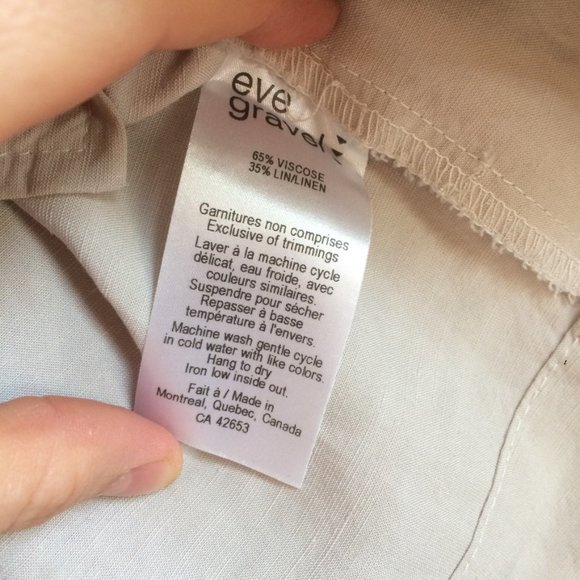 eve
gravel
65% VISCOSE
35% LIN/LINEN
Garnitures non comprises
Exclusive of trimmings
Laver à la machine cycle
délicat, eau froide, avec
couleurs similaires.
Suspendre pour sécher
Repasser à basse
température à l'envers.
Machine wash gentle cycle
in cold water with like colors.
Hang to dry
Iron low inside out.
Fait à / Made in
Montreal, Quebec, Canada
CA 42653